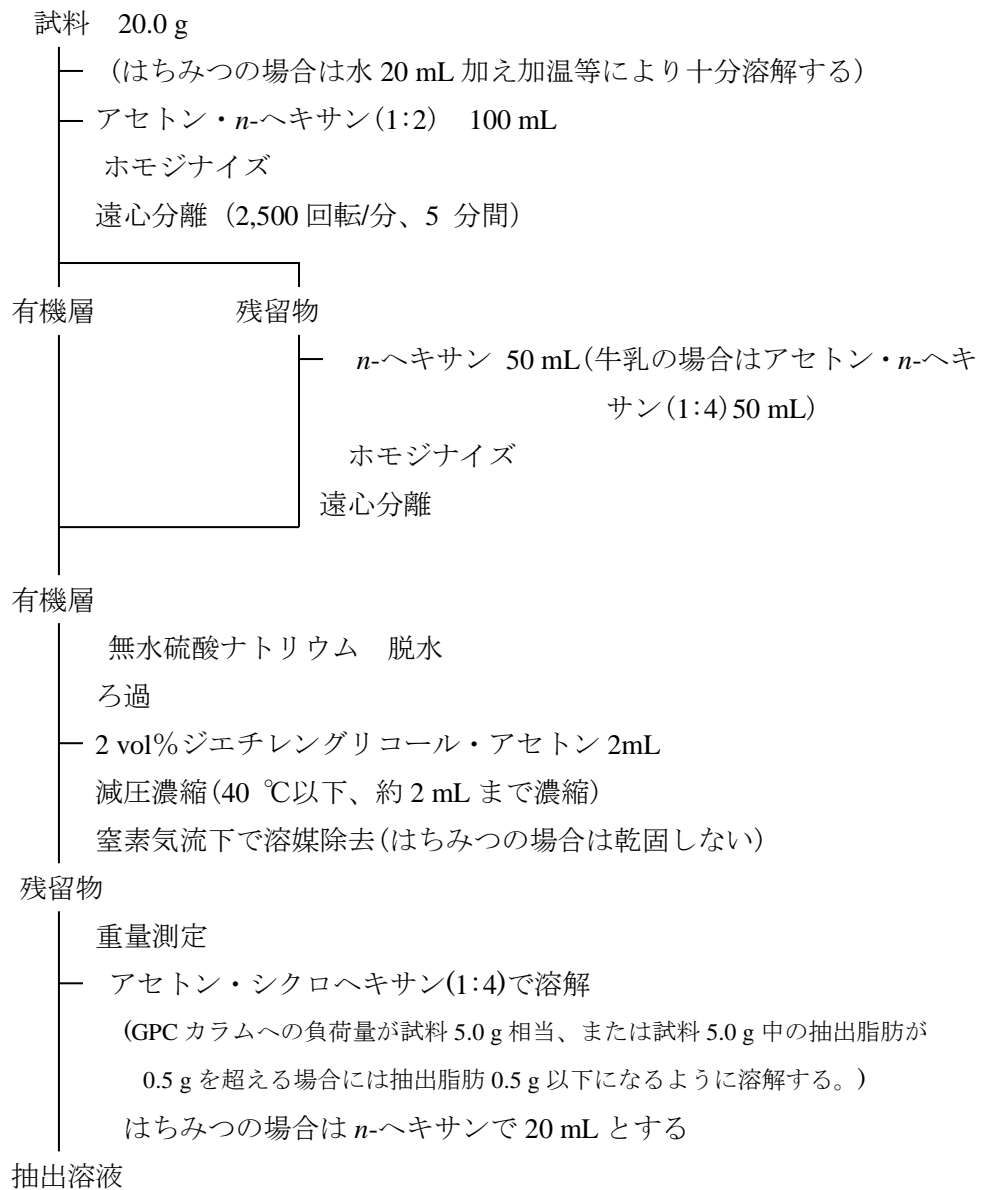 試料 20.0 g
(はちみつの場合は水 20 mL 加え加温等により十分溶解する)
アセトン・n-ヘキサン(1:2) 100 mL
ホモジナイズ
遠心分離 (2,500 回転/分、5 分間)
有機層 残留物
n-ヘキサン 50 mL(牛乳の場合はアセトン・n-ヘキ
サン(1:4)50 mL)
ホモジナイズ
遠心分離
有機層
無水硫酸ナトリウム 脱水
ろ過
2 vol%ジエチレングリコール・アセトン 2mL
減圧濃縮(40 ℃以下、約 2 mL まで濃縮)
窒素気流下で溶媒除去(はちみつの場合は乾固しない)
残留物
重量測定
アセトン・シクロヘキサン(1:4)で溶解
(GPC カラムへの負荷量が試料 5.0 g 相当、または試料 5.0 g 中の抽出脂肪が
0.5 g を超える場合には抽出脂肪 0.5 g 以下になるように溶解する。)
はちみつの場合は n-ヘキサンで 20 mL とする
抽出溶液